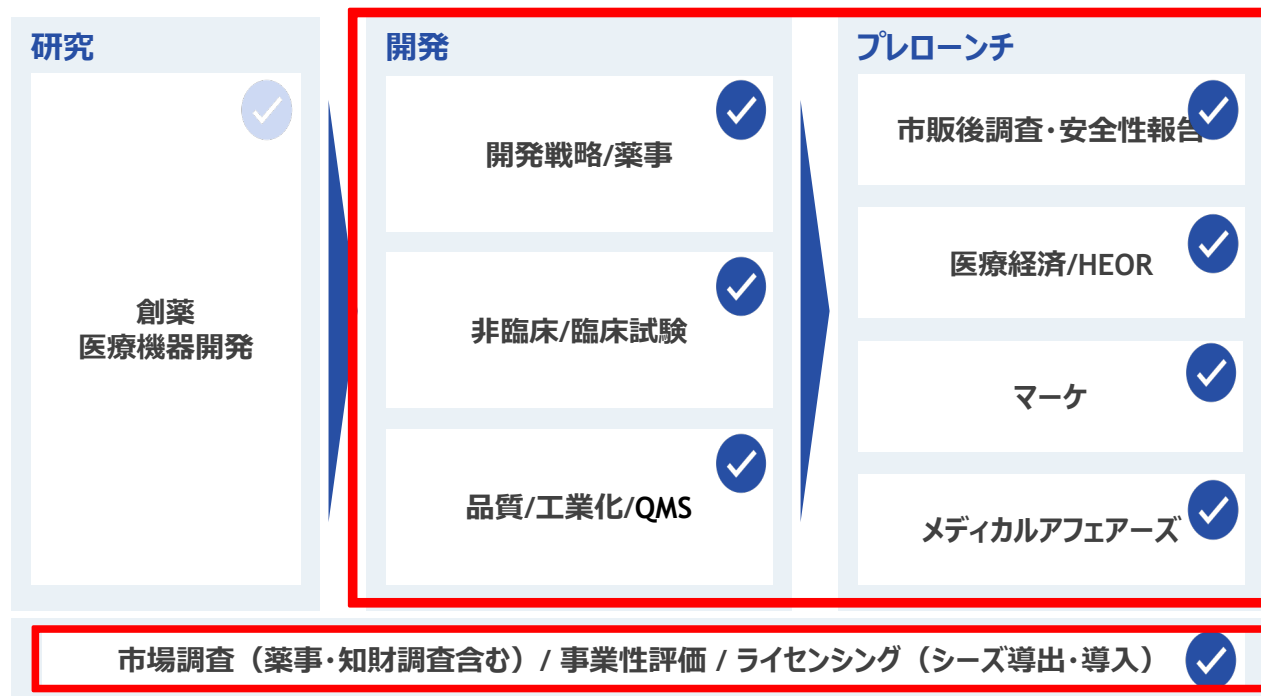 研究
創薬
医療機器開発
開発
開発戦略/薬事
非臨床/臨床試験
品質/工業化/QMS
プレローンチ
市販後調査・安全性報告
医療経済/HEOR
マーケ
メディカルアフェアーズ
市場調査（薬事・知財調査含む）/ 事業性評価 / ライセンシング（シーズ導出・導入）